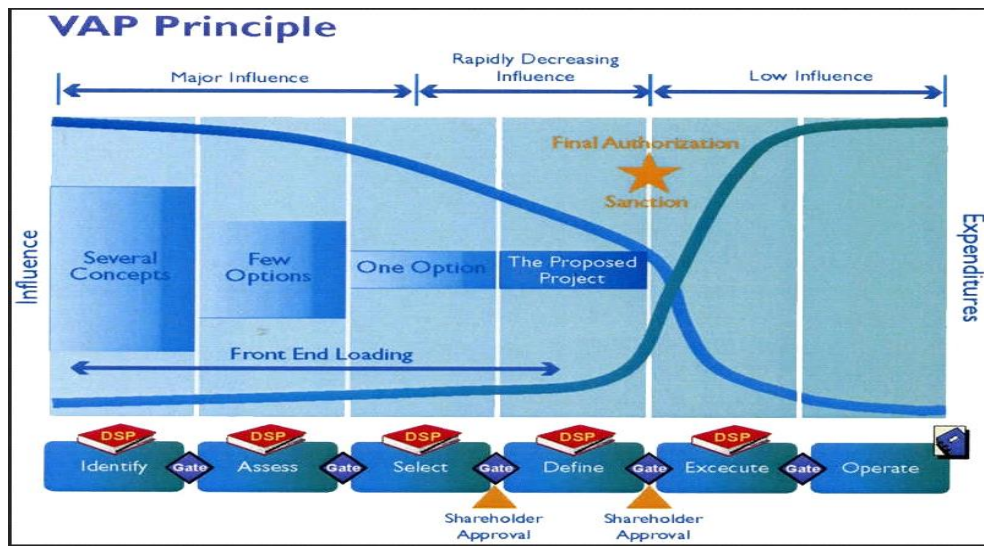 VAP Principle
Major Influence
Rapidly Decreasing
Influence
Low Influence
Final Authorization
Sanction
Influence
Expenditures
Several
Concepts
Few
Options
One Option
The Proposed
Project
Front End Loading
DSP
DSP
DSP
DSP
DSP
Identify
Gate
Assess
Gate
Select
Gate
Define
Gate
Excecute
Gate
Operate
Shareholder
Approval
Shareholder
Approval